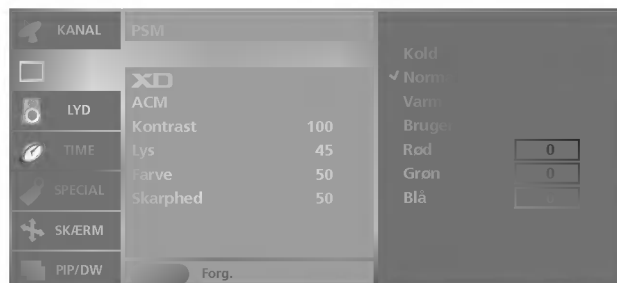 KANAL
LYD
TIME
SPECIAL
SKÆRM
PIP/DW
PSM
XD
ACM
Kontrast 100
Lys 45
Farve 50
Skarphed 50
Forg.
Kold
✓ Norm
Varm
Bruge
Rød 0
Grøn 0
Blå 0